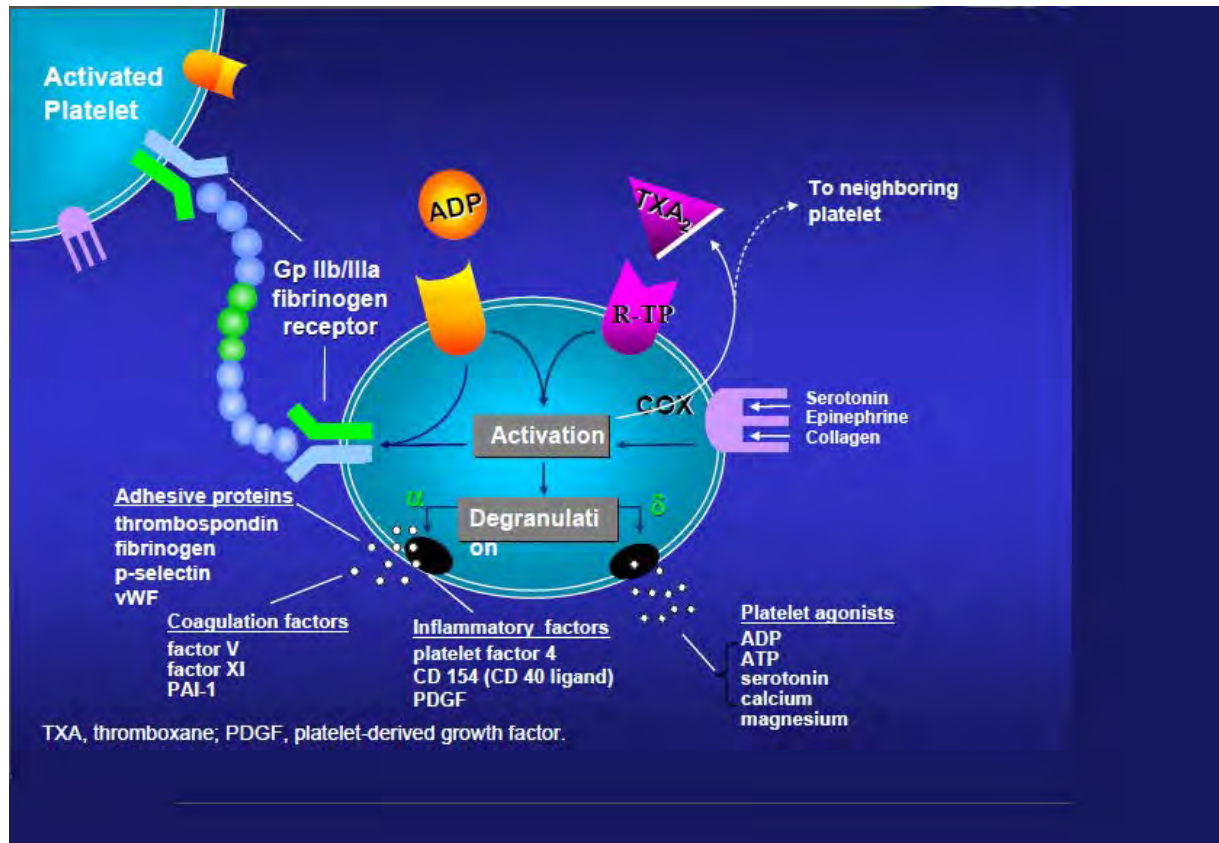 Activated
Platelet
ADP
TXA2
To neighboring
platelet
Gp IIb/IIIa
fibrinogen
receptor
R-TP
COX
Serotonin
Epinephrine
Collagen
Activation
α
δ
Degranulati
on
Adhesive proteins
thrombospondin
fibrinogen
p-selectin
vWF
Coagulation factors
factor V
factor XI
PAI-1
Inflammatory factors
platelet factor 4
CD 154 (CD 40 ligand)
PDGF
Platelet agonists
ADP
ATP
serotonin
calcium
magnesium
TXA, thromboxane; PDGF, platelet-derived growth factor.